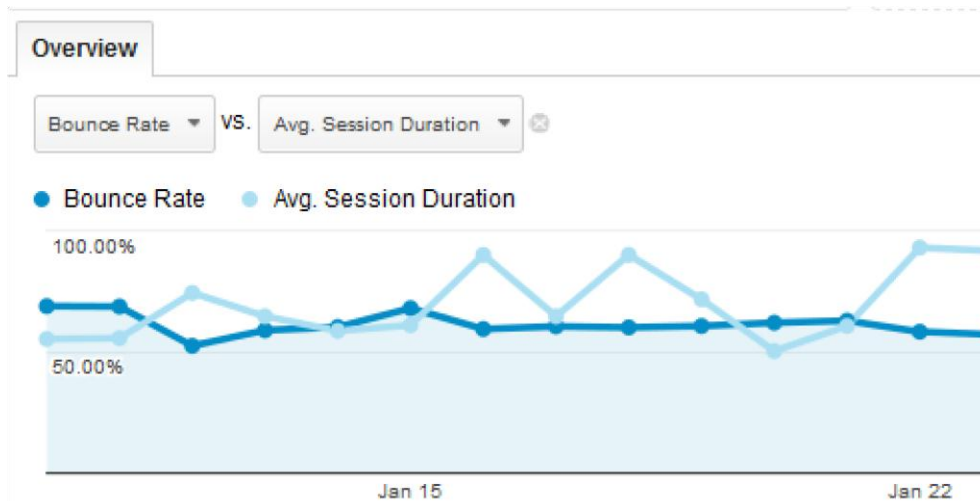 Overview
Bounce Rate vs. Avg. Session Duration
Bounce Rate Avg. Session Duration
100.00%
50.00%
Jan 15 Jan 22